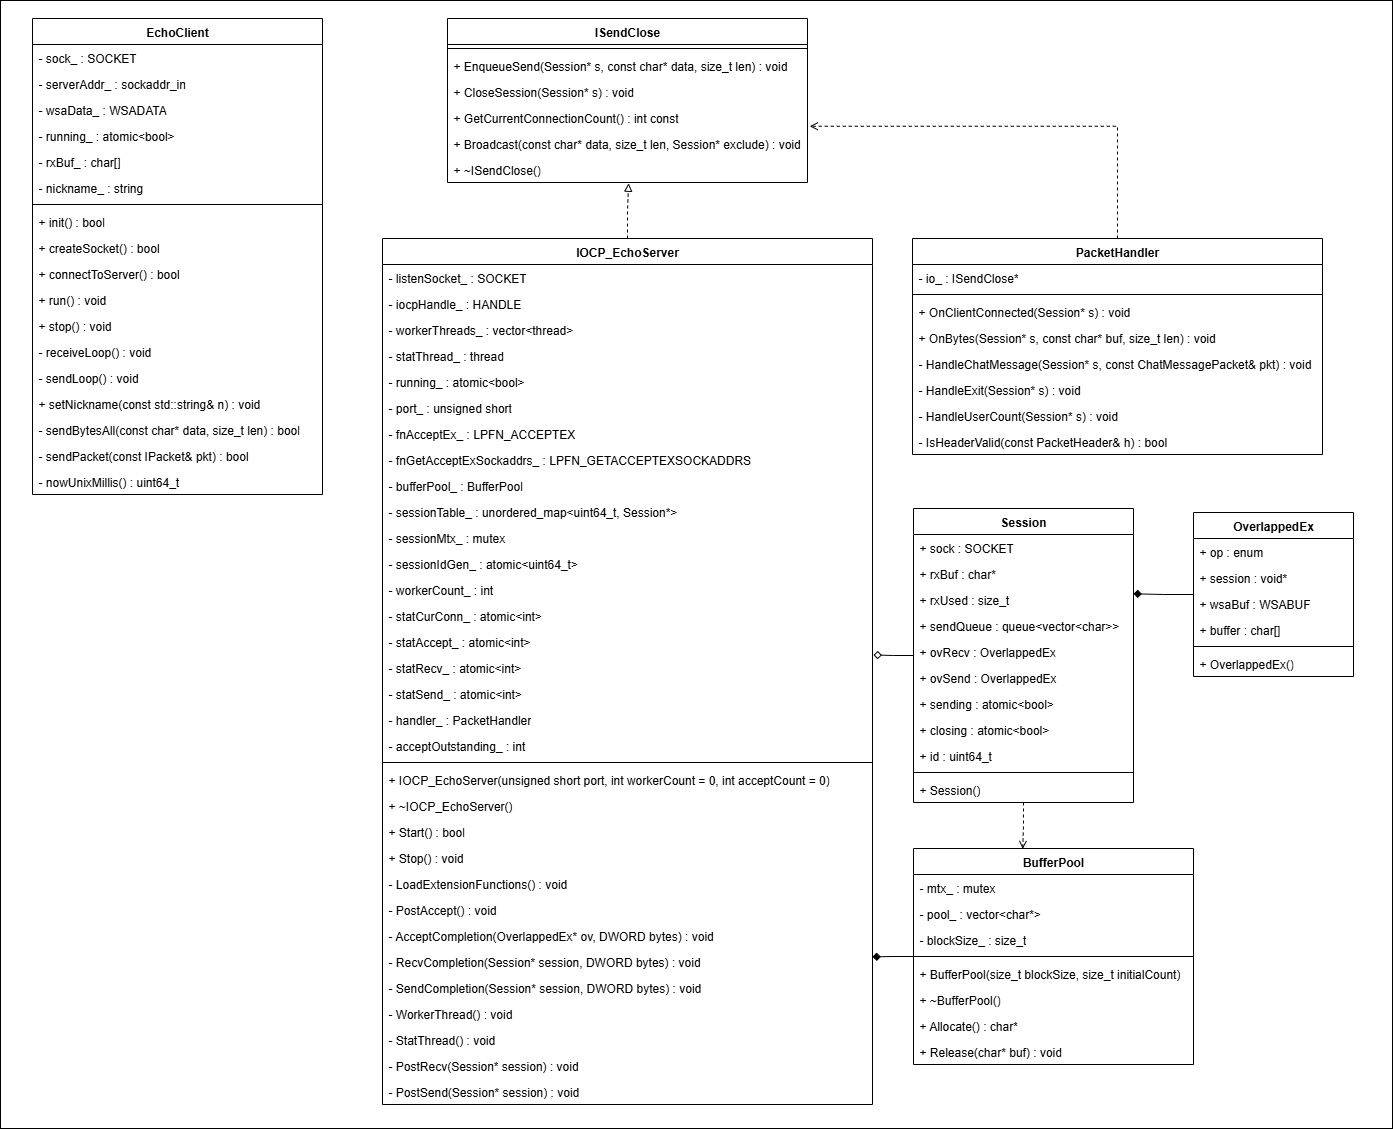 EchoClient
- sock_ : SOCKET
- serverAddr_ : sockaddr_in
- wsaData_ : WSADATA
- running_ : atomic<bool>
- rxBuf_ : char[]
- nickname_ : string
+ init() : bool
+ createSocket() : bool
+ connectToServer() : bool
+ run() : void
+ stop() : void
- receiveLoop() : void
- sendLoop() : void
+ setNickname(const std::string& n) : void
- sendBytesAll(const char* data, size_t len) : bool
- sendPacket(const IPacket& pkt) : bool
- nowUnixMillis() : uint64_t
ISendClose
+ EnqueueSend(Session* s, const char* data, size_t len) : void
+ CloseSession(Session* s) : void
+ GetCurrentConnectionCount() : int const
+ Broadcast(const char* data, size_t len, Session* exclude) : void
+ ~ISendClose()
IOCP_EchoServer
- listenSocket_ : SOCKET
- iocpHandle_ : HANDLE
- workerThreads_ : vector<thread>
- statThread_ : thread
- running_ : atomic<bool>
- port_ : unsigned short
- fnAcceptEx_ : LPFN_ACCEPTEX
- fnGetAcceptExSockaddrs_ : LPFN_GETACCEPTEXSOCKADDRS
- bufferPool_ : BufferPool
- sessionTable_ : unordered_map<uint64_t, Session*>
- sessionMtx_ : mutex
- sessionIdGen_ : atomic<uint64_t>
- workerCount_ : int
- statCurConn_ : atomic<int>
- statAccept_ : atomic<int>
- statRecv_ : atomic<int>
- statSend_ : atomic<int>
- handler_ : PacketHandler
- acceptOutstanding_ : int
+ IOCP_EchoServer(unsigned short port, int workerCount = 0, int acceptCount = 0)
+ ~IOCP_EchoServer()
+ Start() : bool
+ Stop() : void
- LoadExtensionFunctions() : void
- PostAccept() : void
- AcceptCompletion(OverlappedEx* ov, DWORD bytes) : void
- RecvCompletion(Session* session, DWORD bytes) : void
- SendCompletion(Session* session, DWORD bytes) : void
- WorkerThread() : void
- StatThread() : void
- PostRecv(Session* session) : void
- PostSend(Session* session) : void
PacketHandler
- io_ : ISendClose*
+ OnClientConnected(Session* s) : void
+ OnBytes(Session* s, const char* buf, size_t len) : void
- HandleChatMessage(Session* s, const ChatMessagePacket& pkt) : void
- HandleExit(Session* s) : void
- HandleUserCount(Session* s) : void
- IsHeaderValid(const PacketHeader& h) : bool
Session
+ sock : SOCKET
+ rxBuf : char*
+ rxUsed : size_t
+ sendQueue : queue<vector<char>>
+ ovRecv : OverlappedEx
+ ovSend : OverlappedEx
+ sending : atomic<bool>
+ closing : atomic<bool>
+ id : uint64_t
+ Session()
OverlappedEx
+ op : enum
+ session : void*
+ wsaBuf : WSABUF
+ buffer : char[]
+ OverlappedEx()
BufferPool
- mtx_ : mutex
- pool_ : vector<char*>
- blockSize_ : size_t
+ BufferPool(size_t blockSize, size_t initialCount)
+ ~BufferPool()
+ Allocate() : char*
+ Release(char* buf) : void